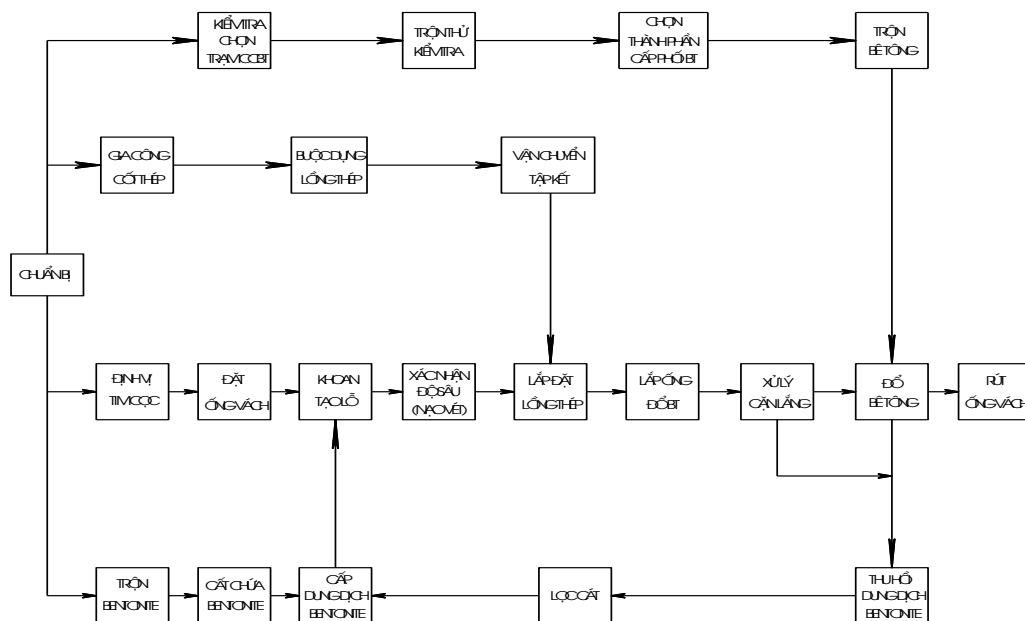 KIỂM TRA
CHỌN
TRẠM CCBT
TRỘN THỬ
KIỂM TRA
CHỌN
THÀNH PHẦN
CẤP PHỐI BT
TRỘN
BÊ TÔNG
GIA CÔNG
CỐT THÉP
BUỘC DỰNG
LỒNG THÉP
VẬN CHUYỂN
TẬP KẾT
CHUẨN BỊ
ĐỊNH VỊ
TIM CỌC
ĐẶT
ỐNG VÁCH
KHOAN
TẠO LỖ
XÁC NHẬN
ĐỘ SÂU
(NẠO VÉT)
LẮP ĐẶT
LỒNG THÉP
LẮP ỐNG
ĐỔ BT
XỬ LÝ
CẶN LẮNG
ĐỔ
BÊ TÔNG
RÚT
ỐNG VÁCH
TRỘN
BENTONITE
CẤT CHỨA
BENTONITE
CẤP
DUNG DỊCH
BENTONITE
LỌC CÁT
THU HỒI
DUNG DỊCH
BENTONITE